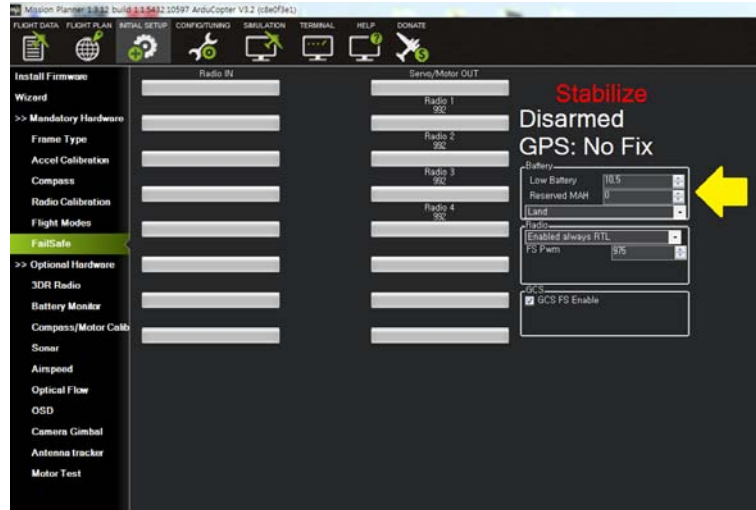 Mission Planner 1.3.12 build 1.1.5432.10597 ArduCopter V3.2 (c8e0f3e1)
FLIGHT DATA FLIGHT PLAN INITIAL SETUP CONFIG/TUNING SIMULATION TERMINAL HELP DONATE
Install Firmware
Wizard
>> Mandatory Hardware
Frame Type
Accel Calibration
Compass
Radio Calibration
Flight Modes
FailSafe
>> Optional Hardware
3DR Radio
Battery Monitor
Compass/Motor Calib
Sonar
Airspeed
Optical Flow
OSD
Camera Gimbal
Antenna tracker
Motor Test
Radio IN
Servo/Motor OUT
Radio 1
992
Radio 2
992
Radio 3
992
Radio 4
992
Stabilize
Disarmed
GPS: No Fix
Battery
Low Battery 10.5
Reserved MAH 0
Land
Radio
Enabled always RTL
FS Pwm 975
GCS
GCS FS Enable